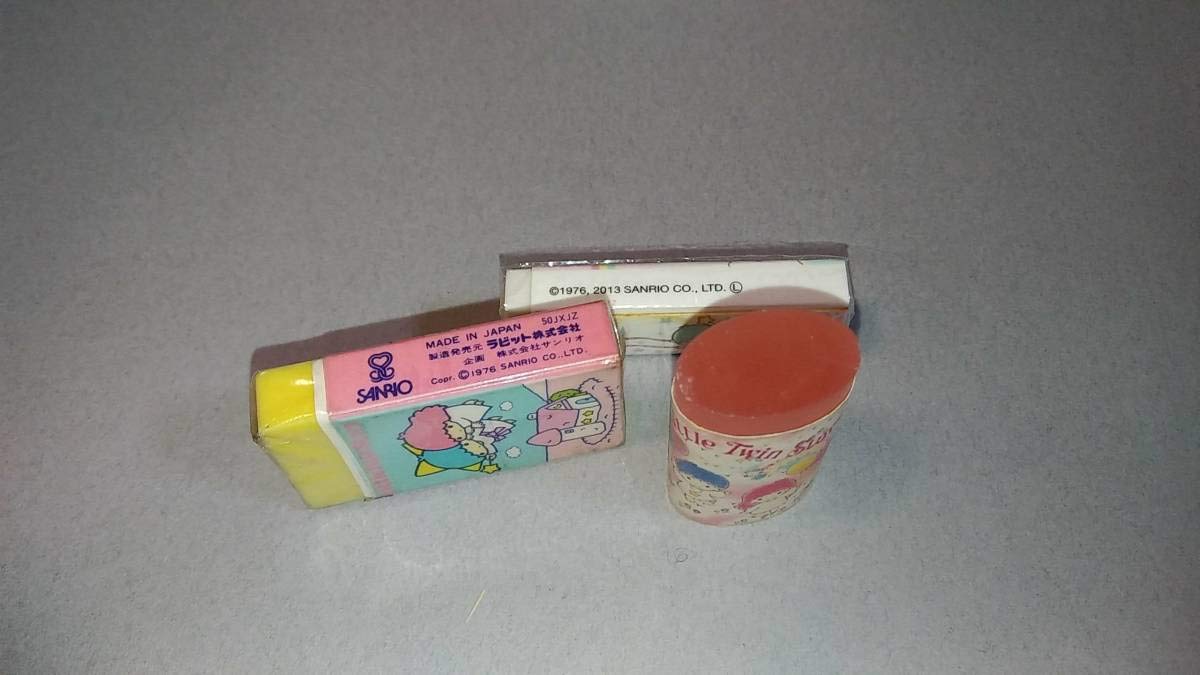 ©1976, 2013 SANRIO CO., LTD. Ⓛ
MADE IN JAPAN 50JXJZ
製造発売元 ラビット株式会社
企画 株式会社サンリオ
Copr. ©1976 SANRIO CO.,LTD.
SANRIO
Twin